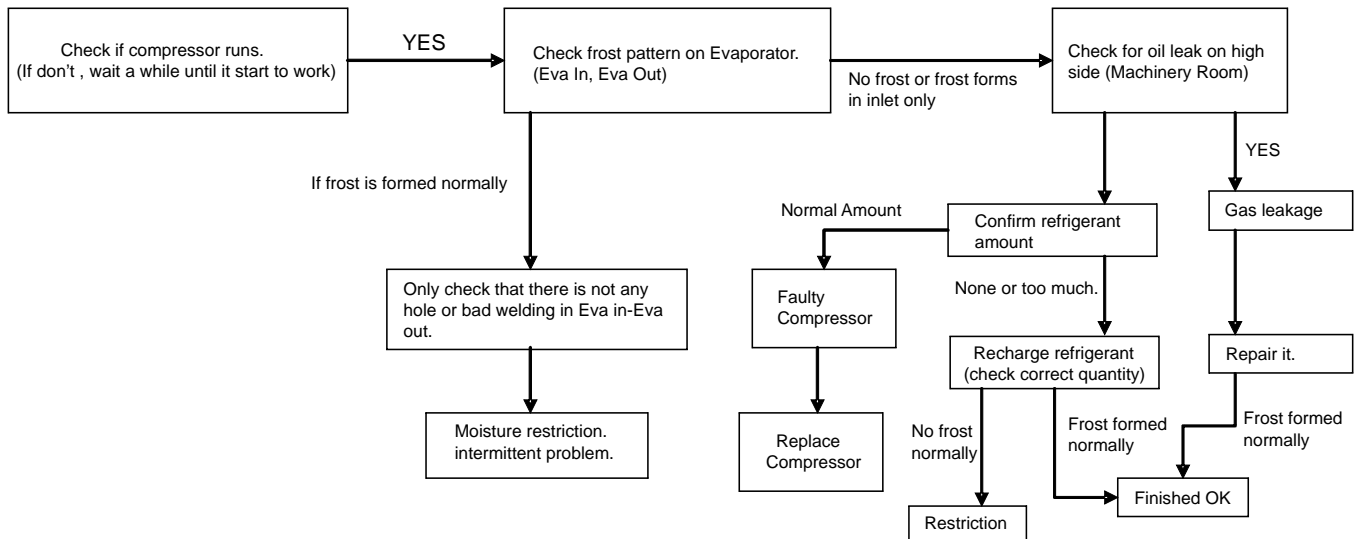 Check if compressor runs.
(If don't , wait a while until it start to work)
YES
Check frost pattern on Evaporator.
(Eva In, Eva Out)
No frost or frost forms
in inlet only
Check for oil leak on high
side (Machinery Room)
If frost is formed normally
YES
Normal Amount
Confirm refrigerant
amount
Gas leakage
Only check that there is not any
hole or bad welding in Eva in-Eva
out.
Faulty
Compressor
None or too much.
Recharge refrigerant
(check correct quantity)
Repair it.
Moisture restriction.
intermittent problem.
Replace
Compressor
No frost
normally
Frost formed
normally
Frost formed
normally
Finished OK
Restriction